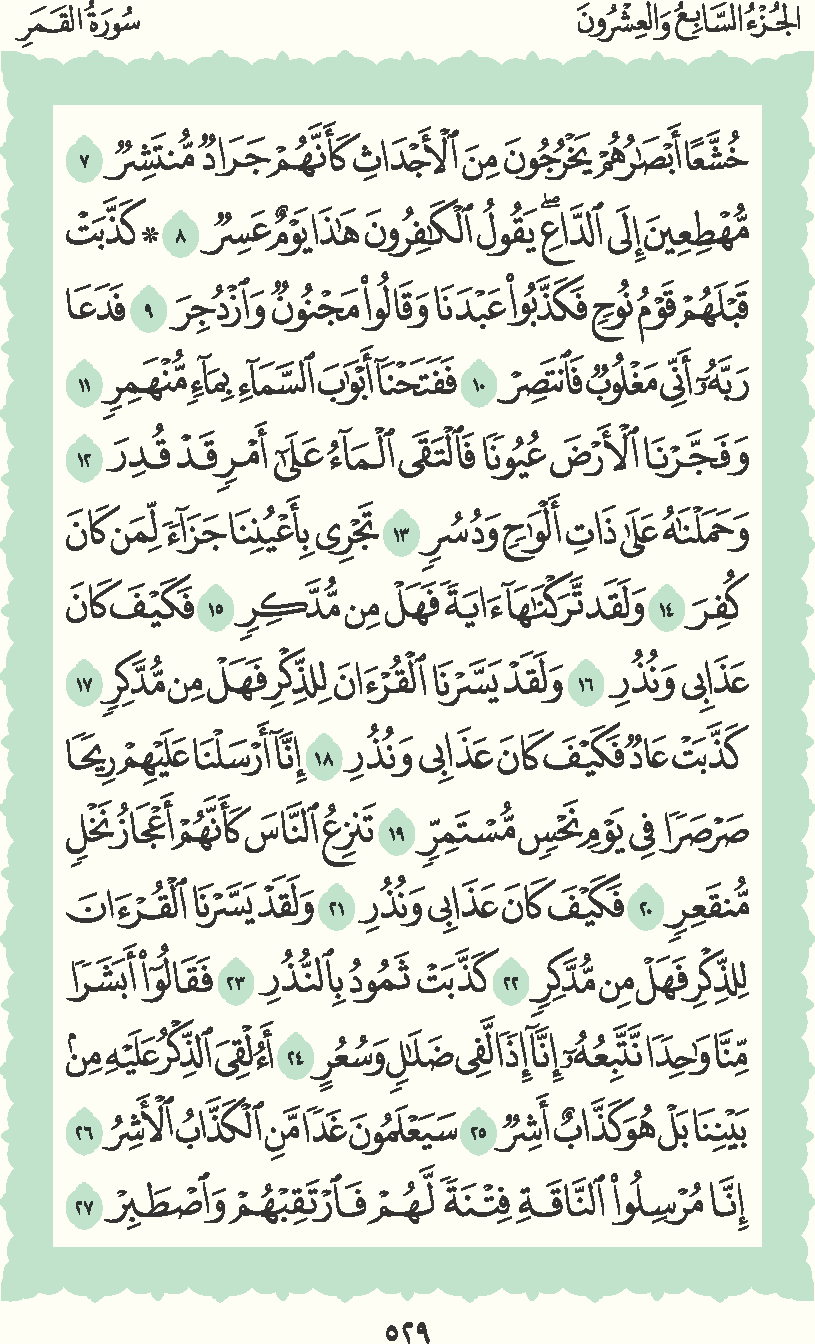 الجُزْءُ السَّابِعُ وَالعِشْرُونَ
سُورَةُ القَمَرِ
خُشَّعًا أَبْصَٰرُهُمْ يَخْرُجُونَ مِنَ ٱلْأَجْدَاثِ كَأَنَّهُمْ جَرَادٌ مُّنتَشِرٌ ٧
مُّهْطِعِينَ إِلَى ٱلدَّاعِۖ يَقُولُ ٱلْكَٰفِرُونَ هَٰذَا يَوْمٌ عَسِرٌ ٨ * كَذَّبَتْ
قَبْلَهُمْ قَوْمُ نُوحٍ فَكَذَّبُوا۟ عَبْدَنَا وَقَالُوا۟ مَجْنُونٌ وَٱزْدُجِرَ ٩ فَدَعَا
رَبَّهُۥٓ أَنِّى مَغْلُوبٌ فَٱنتَصِرْ ١٠ فَفَتَحْنَآ أَبْوَٰبَ ٱلسَّمَآءِ بِمَآءٍ مُّنْهَمِرٍ ١١
وَفَجَّرْنَا ٱلْأَرْضَ عُيُونًا فَٱلْتَقَى ٱلْمَآءُ عَلَىٰٓ أَمْرٍ قَدْ قُدِرَ ١٢
وَحَمَلْنَٰهُ عَلَىٰ ذَاتِ أَلْوَٰحٍ وَدُسُرٍ ١٣ تَجْرِى بِأَعْيُنِنَا جَزَآءً لِّمَن كَانَ
كُفِرَ ١٤ وَلَقَد تَّرَكْنَٰهَآ ءَايَةً فَهَلْ مِن مُّدَّكِرٍ ١٥ فَكَيْفَ كَانَ
عَذَابِى وَنُذُرِ ١٦ وَلَقَدْ يَسَّرْنَا ٱلْقُرْءَانَ لِلذِّكْرِ فَهَلْ مِن مُّدَّكِرٍ ١٧
كَذَّبَتْ عَادٌ فَكَيْفَ كَانَ عَذَابِى وَنُذُرِ ١٨ إِنَّآ أَرْسَلْنَا عَلَيْهِمْ رِيحًا
صَرْصَرًا فِى يَوْمِ نَحْسٍ مُّسْتَمِرٍّ ١٩ تَنزِعُ ٱلنَّاسَ كَأَنَّهُمْ أَعْجَازُ نَخْلٍ
مُّنقَعِرٍ ٢٠ فَكَيْفَ كَانَ عَذَابِى وَنُذُرِ ٢١ وَلَقَدْ يَسَّرْنَا ٱلْقُرْءَانَ
لِلذِّكْرِ فَهَلْ مِن مُّدَّكِرٍ ٢٢ كَذَّبَتْ ثَمُودُ بِٱلنُّذُرِ ٢٣ فَقَالُوٓا۟ أَبَشَرًا
مِّنَّا وَٰحِدًا نَّتَّبِعُهُۥٓ إِنَّآ إِذًا لَّفِى ضَلَٰلٍ وَسُعُرٍ ٢٤ أَءُلْقِىَ ٱلذِّكْرُ عَلَيْهِ مِنۢ
بَيْنِنَا بَلْ هُوَ كَذَّابٌ أَشِرٌ ٢٥ سَيَعْلَمُونَ غَدًا مَّنِ ٱلْكَذَّابُ ٱلْأَشِرُ ٢٦
إِنَّا مُرْسِلُوا۟ ٱلنَّاقَةِ فِتْنَةً لَّهُمْ فَٱرْتَقِبْهُمْ وَٱصْطَبِرْ ٢٧
٥٢٩